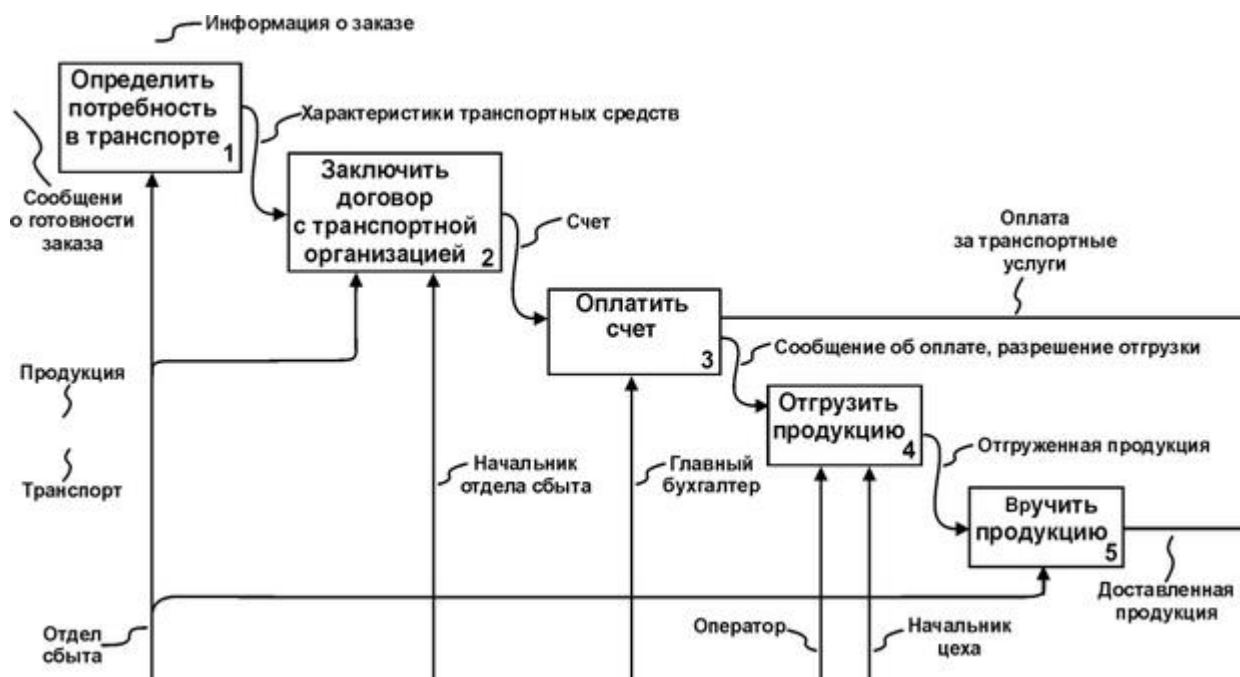 Информация о заказе
Определить
потребность
в транспорте
1
Характеристики транспортных средств
Сообщени
о готовности
заказа
Заключить
договор
с транспортной
организацией
2
Счет
Оплата
за транспортные
услуги
Оплатить
счет
3
Сообщение об оплате, разрешение отгрузки
Продукция
Транспорт
Отгрузить
продукцию
4
Отгруженная продукция
Начальник
отдела сбыта
Главный
бухгалтер
Вручить
продукцию
5
Доставленная
продукция
Отдел
сбыта
Оператор
Начальник
цеха